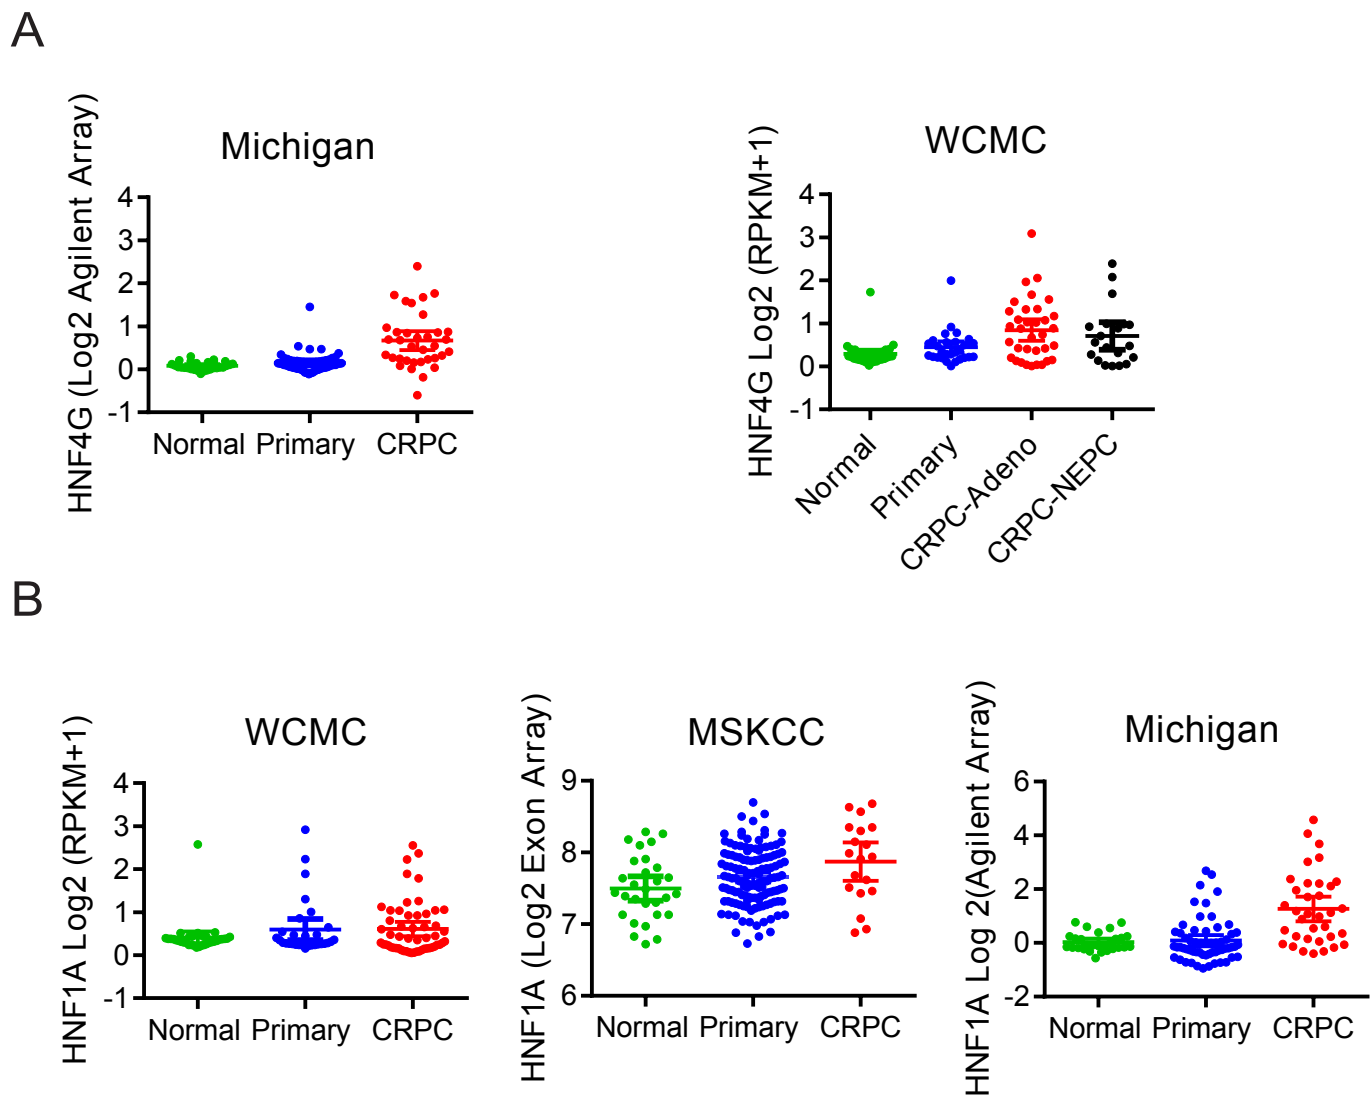 A
Michigan
HNF4G (Log2 Agilent Array)
4
3
2
1
0
-1
Normal Primary CRPC
WCMC
HNF4G Log2 (RPKM+1)
4
3
2
1
0
-1
Normal
Primary
CRPC-Adeno
CRPC-NEPC
B
WCMC
HNF1A Log2 (RPKM+1)
4
3
2
1
0
-1
Normal Primary CRPC
MSKCC
HNF1A (Log2 Exon Array)
9
8
7
6
Normal Primary CRPC
Michigan
HNF1A Log 2(Agilent Array)
6
4
2
0
-2
Normal Primary CRPC